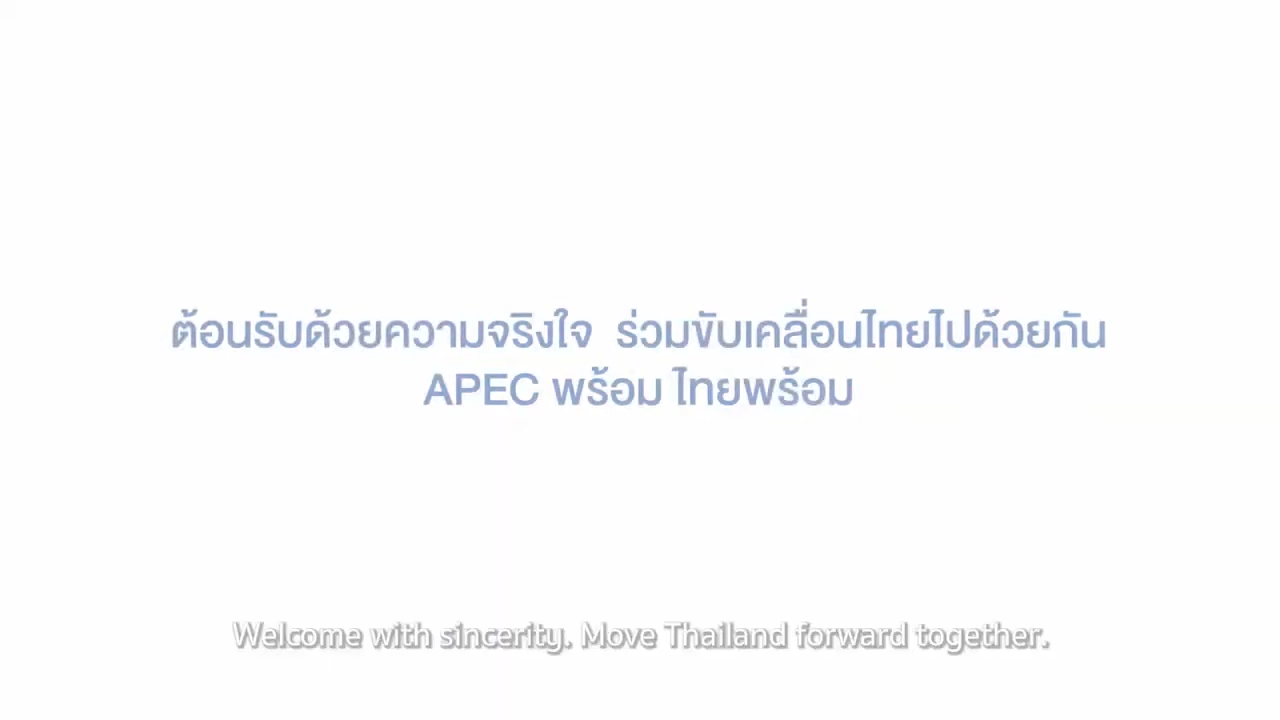 ต้อนรับด้วยความจริงใจ ร่วมขับเคลื่อนไทยไปด้วยกัน
APEC พร้อม ไทยพร้อม
Welcome with sincerity. Move Thailand forward together.